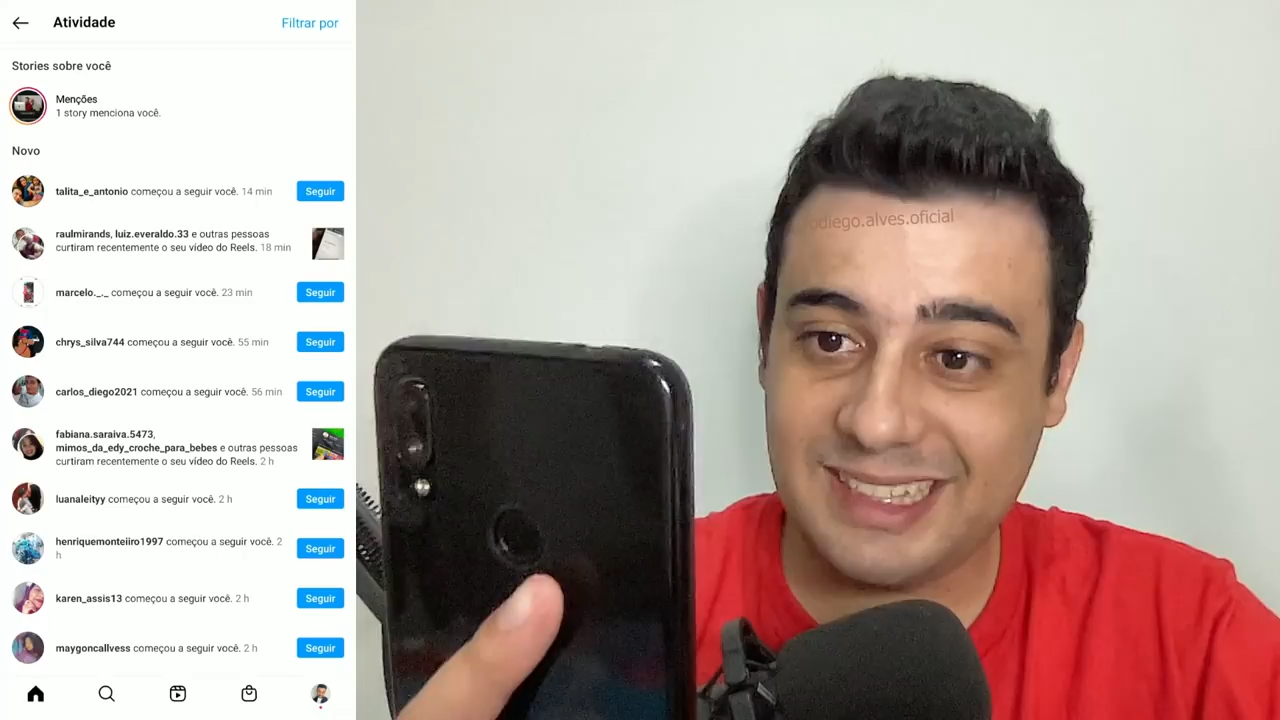 Atividade
Filtrar por
Stories sobre você
Menções
1 story menciona você.
Novo
talita_e_antonio começou a seguir você. 14 min
Seguir
raulmirands, luiz.everaldo.33 e outras pessoas
curtiram recentemente o seu vídeo do Reels. 18 min
marcelo._._ começou a seguir você. 23 min
Seguir
chrys_silva744 começou a seguir você. 55 min
Seguir
carlos_diego2021 começou a seguir você. 56 min
Seguir
fabiana.saraiva.5473,
mimos_da_edy_croche_para_bebes e outras pessoas
curtiram recentemente o seu vídeo do Reels. 2 h
luanaleityy começou a seguir você. 2 h
Seguir
henriquemonteiiro1997 começou a seguir você. 2
h
Seguir
karen_assis13 começou a seguir você. 2 h
Seguir
maygoncallvess começou a seguir você. 2 h
Seguir
odiego.alves.oficial